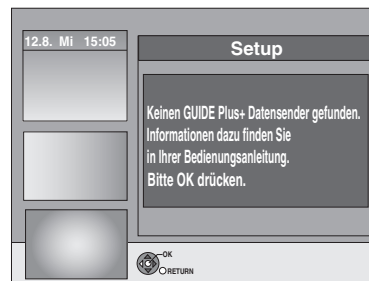 12.8. Mi 15:05
Setup
Keinen GUIDE Plus+ Datensender gefunden.
Informationen dazu finden Sie
in Ihrer Bedienungsanleitung.
Bitte OK drücken.
OK
RETURN